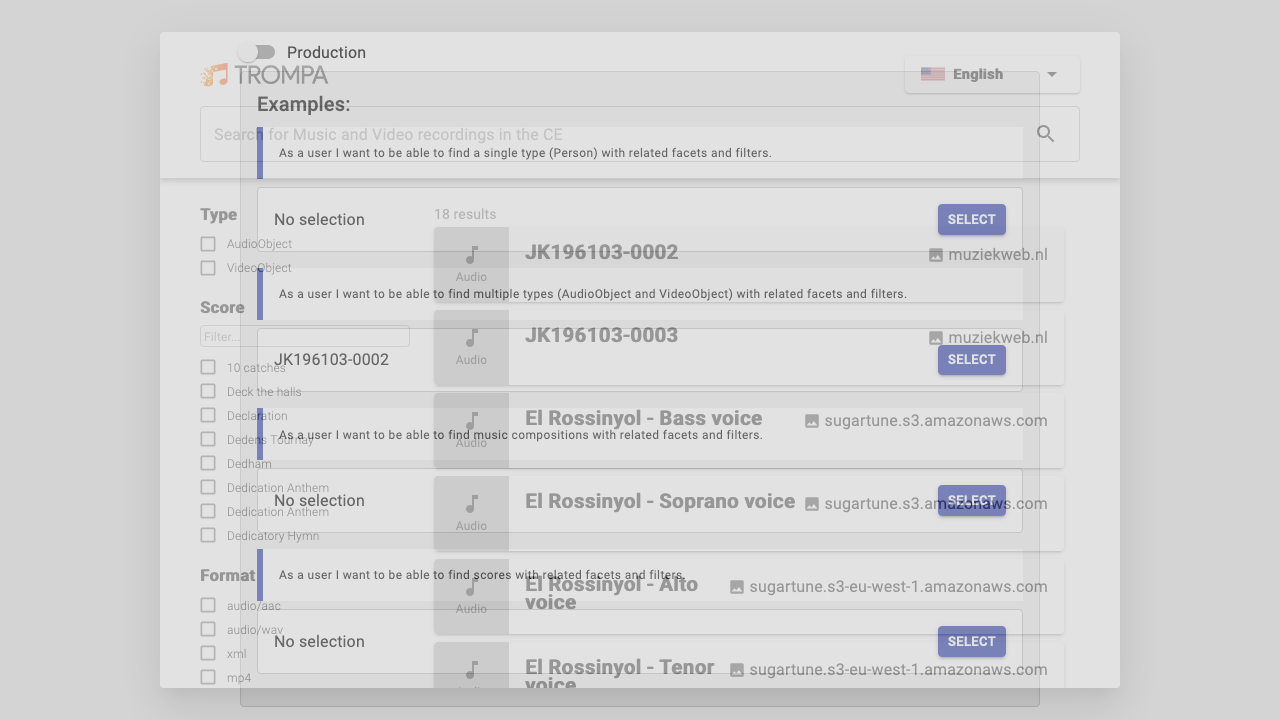 Production
TROMPA
English
Examples:
Search for Music and Video recordings in the CE
As a user I want to be able to find a single type (Person) with related facets and filters.
Type
No selection
18 results
SELECT
AudioObject
JK196103-0002
muziekweb.nl
VideoObject
Audio
As a user I want to be able to find multiple types (AudioObject and VideoObject) with related facets and filters.
Score
Filter...
JK196103-0003
muziekweb.nl
JK196103-0002
Audio
SELECT
10 catches
Deck the halls
Declaration
El Rossinyol - Bass voice
sugartune.s3.amazonaws.com
As a user I want to be able to find music compositions with related facets and filters.
Dedens Tournay
Audio
Dedham
Dedication Anthem
No selection
El Rossinyol - Soprano voice
sugartune.s3.amazonaws.com
SELECT
Dedication Anthem
Audio
Dedicatory Hymn
Format
As a user I want to be able to find scores with related facets and filters.
El Rossinyol - Alto
voice
sugartune.s3-eu-west-1.amazonaws.com
audio/aac
Audio
audio/wav
No selection
SELECT
xml
El Rossinyol - Tenor
voice
sugartune.s3-eu-west-1.amazonaws.com
mp4